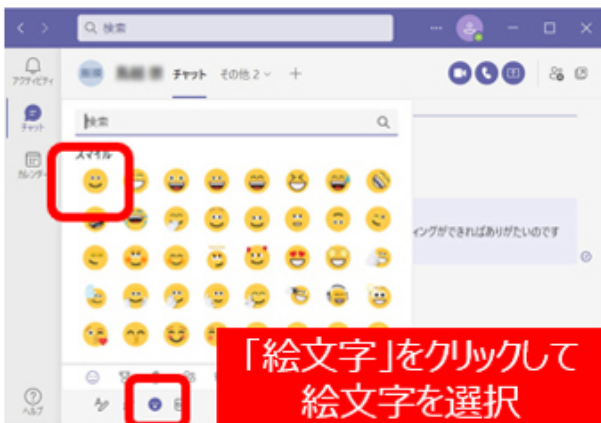 検索
アクティビティ
チャット その他 2 +
チャット
検索
カレンダー
スマイル
ィングができればありがたいのです
「絵文字」をクリックして
絵文字を選択
ヘルプ